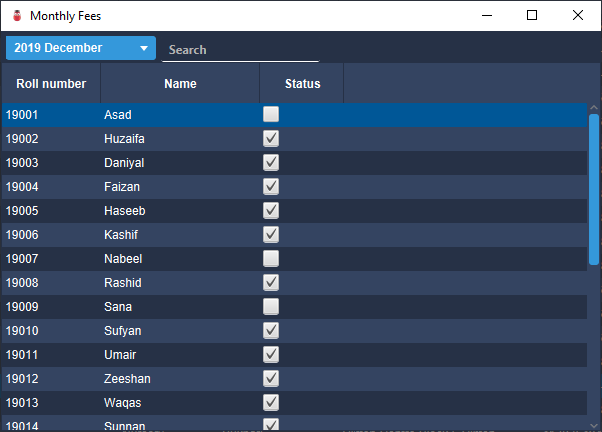 Monthly Fees
2019 December Search
Roll number Name Status
19001 Asad
19002 Huzaifa
19003 Daniyal
19004 Faizan
19005 Haseeb
19006 Kashif
19007 Nabeel
19008 Rashid
19009 Sana
19010 Sufyan
19011 Umair
19012 Zeeshan
19013 Waqas
19014 Sunnan